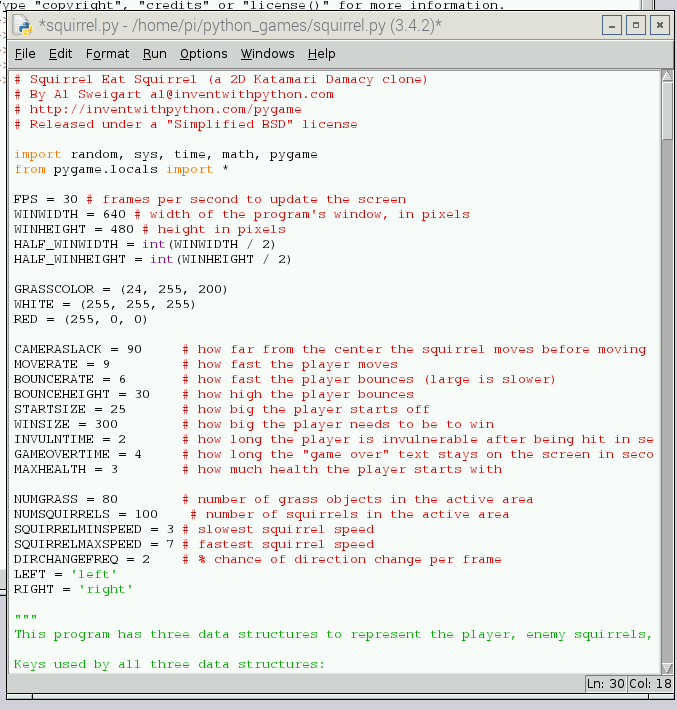 Type "copyright", "credits" or "license()" for more information.
*squirrel.py - /home/pi/python_games/squirrel.py (3.4.2)*
File Edit Format Run Options Windows Help
# Squirrel Eat Squirrel (a 2D Katamari Damacy clone)
# By Al Sweigart al@inventwithpython.com
# http://inventwithpython.com/pygame
# Released under a "Simplified BSD" license
import random, sys, time, math, pygame
from pygame.locals import *
FPS = 30 # frames per second to update the screen
WINWIDTH = 640 # width of the program's window, in pixels
WINHEIGHT = 480 # height in pixels
HALF_WINWIDTH = int(WINWIDTH / 2)
HALF_WINHEIGHT = int(WINHEIGHT / 2)
GRASSCOLOR = (24, 255, 200)
WHITE = (255, 255, 255)
RED = (255, 0, 0)
CAMERASLACK = 90 # how far from the center the squirrel moves before moving
MOVERATE = 9 # how fast the player moves
BOUNCERATE = 6 # how fast the player bounces (large is slower)
BOUNCEHEIGHT = 30 # how high the player bounces
STARTSIZE = 25 # how big the player starts off
WINSIZE = 300 # how big the player needs to be to win
INVULNTIME = 2 # how long the player is invulnerable after being hit in se
GAMEOVERTIME = 4 # how long the "game over" text stays on the screen in seco
MAXHEALTH = 3 # how much health the player starts with
NUMGRASS = 80 # number of grass objects in the active area
NUMSQUIRRELS = 100 # number of squirrels in the active area
SQUIRRELMINSPEED = 3 # slowest squirrel speed
SQUIRRELMAXSPEED = 7 # fastest squirrel speed
DIRCHANGEFREQ = 2 # % chance of direction change per frame
LEFT = 'left'
RIGHT = 'right'
"""
This program has three data structures to represent the player, enemy squirrels,
Keys used by all three data structures:
Ln: 30 Col: 18